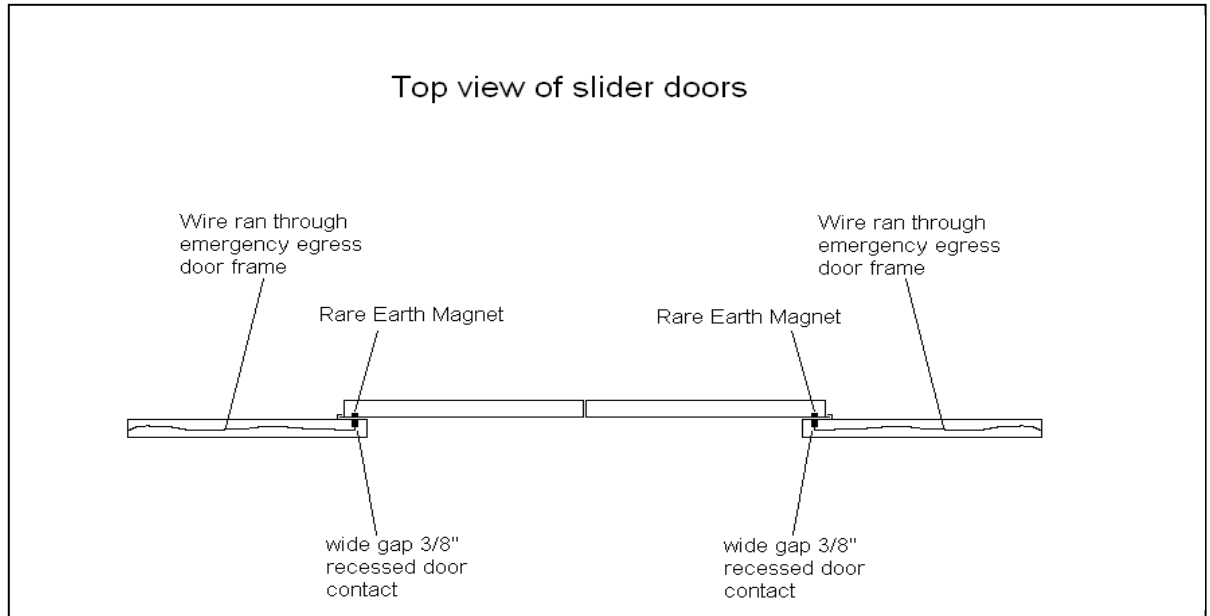 Top view of slider doors
Wire ran through
emergency egress
door frame
Wire ran through
emergency egress
door frame
Rare Earth Magnet
Rare Earth Magnet
wide gap 3/8"
recessed door
contact
wide gap 3/8"
recessed door
contact